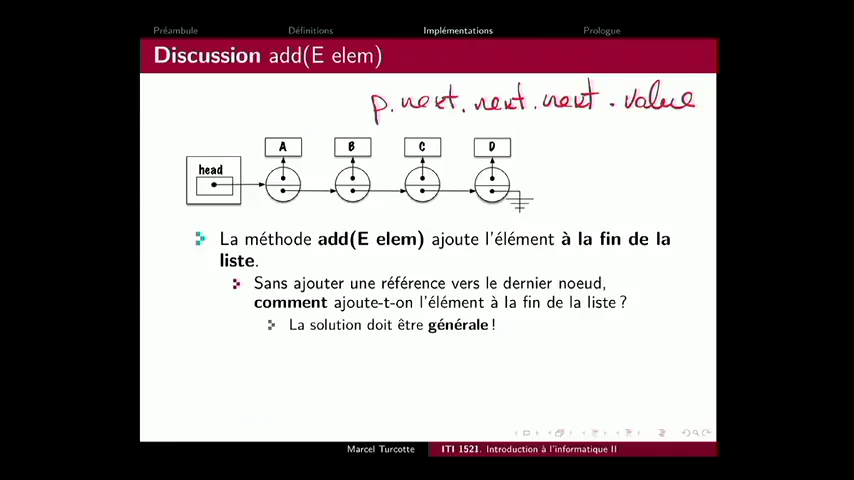 Préambule Définitions Implémentations Prologue
Discussion add(E elem)
p.next.next.next.value
A B C D
head
La méthode add(E elem) ajoute l'élément à la fin de la
liste.
Sans ajouter une référence vers le dernier noeud,
comment ajoute-t-on l'élément à la fin de la liste ?
La solution doit être générale !
Marcel Turcotte ITI 1521. Introduction à l'informatique II